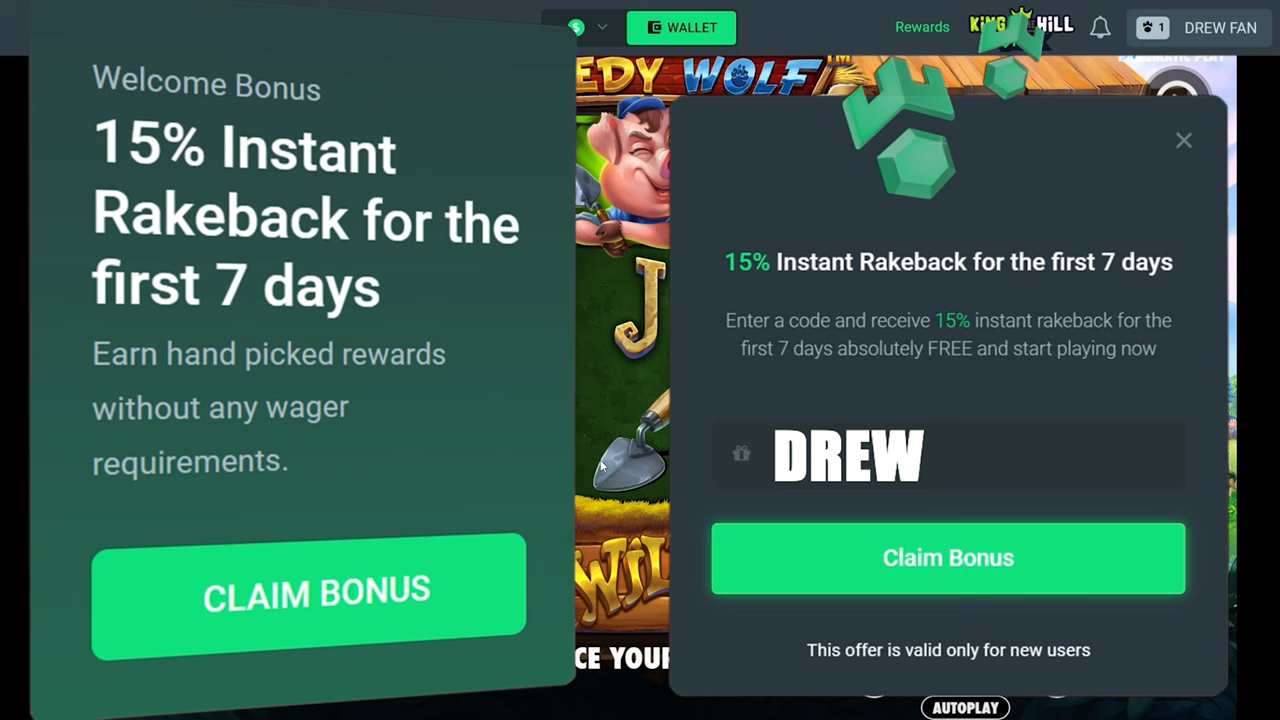 $
WALLET
Rewards
KING HILL
1
DREW FAN
EDY WOLF
TM
Welcome Bonus
15% Instant
Rakeback for the
first 7 days
Earn hand picked rewards
without any wager
requirements.
CLAIM BONUS
15% Instant Rakeback for the first 7 days
Enter a code and receive 15% instant rakeback for the
first 7 days absolutely FREE and start playing now
DREW
Claim Bonus
This offer is valid only for new users
J
WIL
CE YOUR
AUTOPLAY